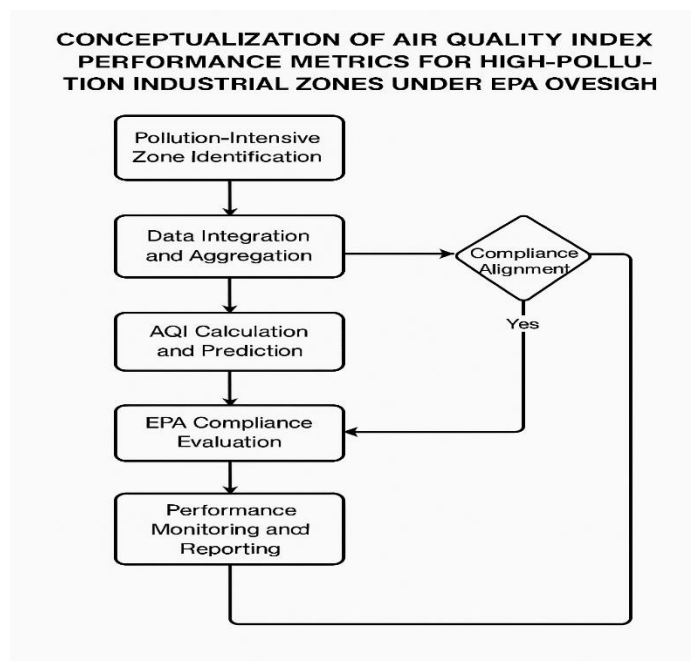 CONCEPTUALIZATION OF AIR QUALITY INDEX
PERFORMANCE METRICS FOR HIGH-POLLU-
TION INDUSTRIAL ZONES UNDER EPA OVESIGH
Pollution-Intensive
Zone Identification
Data Integration
and Aggregation
Compliance
Alignment
Yes
AQI Calculation
and Prediction
EPA Compliance
Evaluation
Performance
Monitoring and
Reporting